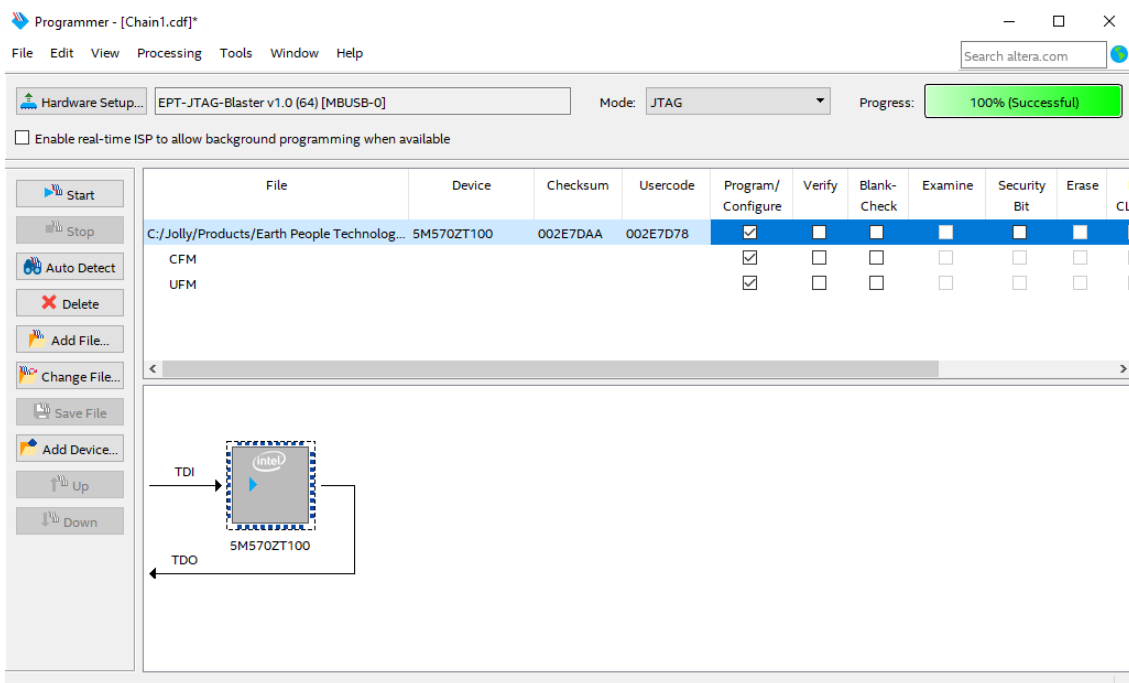 Programmer - [Chain1.cdf]*
File Edit View Processing Tools Window Help
Search altera.com
Hardware Setup... EPT-JTAG-Blaster v1.0 (64) [MBUSB-0] Mode: JTAG Progress: 100% (Successful)
Enable real-time ISP to allow background programming when available
Start
Stop
Auto Detect
Delete
Add File...
Change File...
Save File
Add Device...
Up
Down
File Device Checksum Usercode Program/ Verify Blank- Examine Security Erase
Configure Check Bit CL
C:/Jolly/Products/Earth People Technolog... 5M570ZT100 002E7DAA 002E7D78
CFM
UFM
intel
TDI
5M570ZT100
TDO